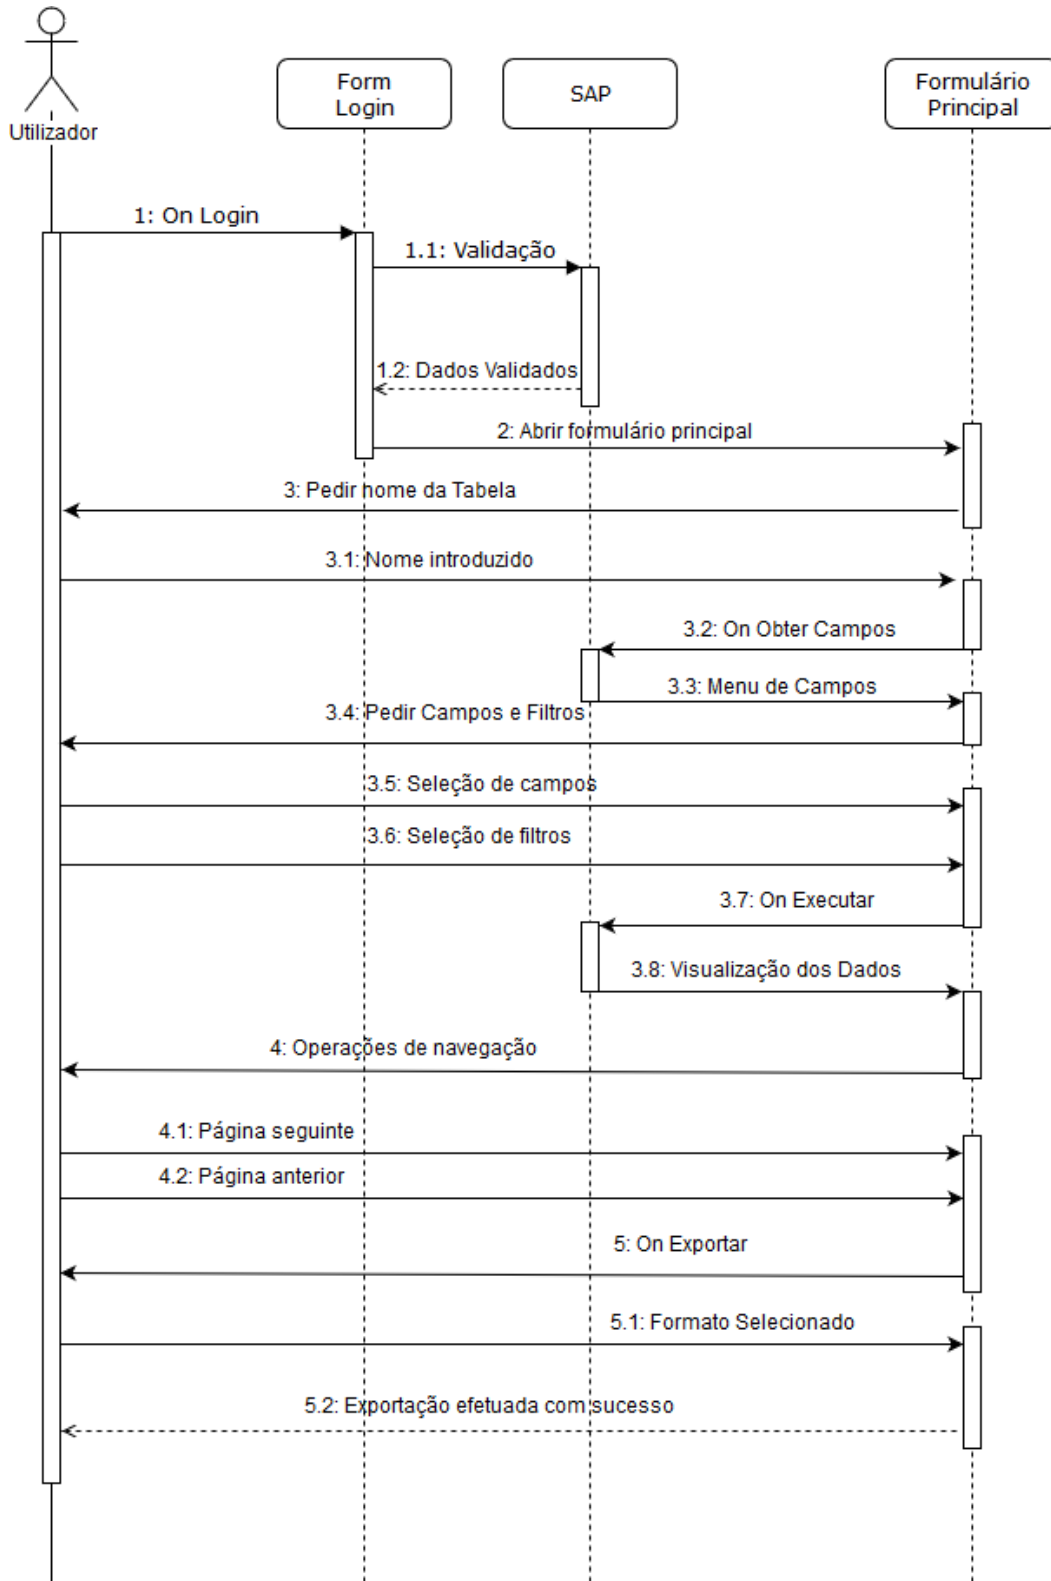 Utilizador
Form
Login
SAP
Formulário
Principal
1: On Login
1.1: Validação
1.2: Dados Validados
2: Abrir formulário principal
3: Pedir nome da Tabela
3.1: Nome introduzido
3.2: On Obter Campos
3.3: Menu de Campos
3.4: Pedir Campos e Filtros
3.5: Seleção de campos
3.6: Seleção de filtros
3.7: On Executar
3.8: Visualização dos Dados
4: Operações de navegação
4.1: Página seguinte
4.2: Página anterior
5: On Exportar
5.1: Formato Selecionado
5.2: Exportação efetuada com sucesso